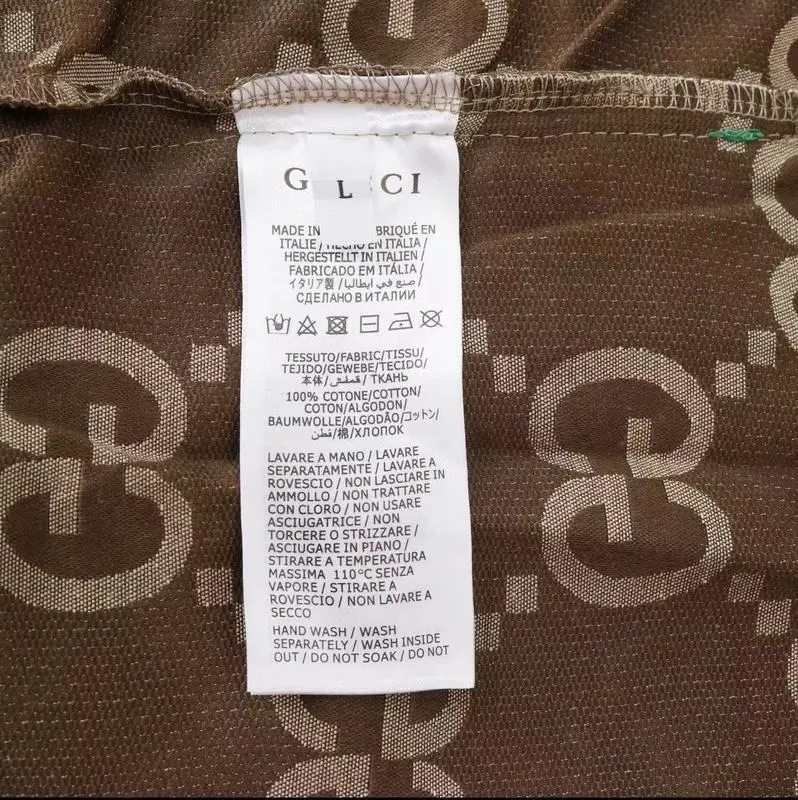 G L CI
MADE IN BRIQUÉ EN
ITALIE / HECHO EN ITALIA /
HERGESTELLT IN ITALIEN /
FABRICADO EM ITÁLIA /
イタリア製 / صنع في ايطاليا /
СДЕЛАНО В ИТАЛИИ
TESSUTO/FABRIC/TISSU/
TEJIDO/GEWEBE/TECIDO/
本体/ قملش / ТКАНЬ
100% COTONE/COTTON/
COTON/ALGODON/
BAUMWOLLE/ALGODÃO/コットン/
قطن/棉/ХЛОПОК
LAVARE A MANO / LAVARE
SEPARATAMENTE / LAVARE A
ROVESCIO / NON LASCIARE IN
AMMOLLO / NON TRATTARE
CON CLORO / NON USARE
ASCIUGATRICE / NON
TORCERE O STRIZZARE /
ASCIUGARE IN PIANO /
STIRARE A TEMPERATURA
MASSIMA 110°C SENZA
VAPORE / STIRARE A
ROVESCIO / NON LAVARE A
SECCO
HAND WASH / WASH
SEPARATELY / WASH INSIDE
OUT / DO NOT SOAK / DO NOT